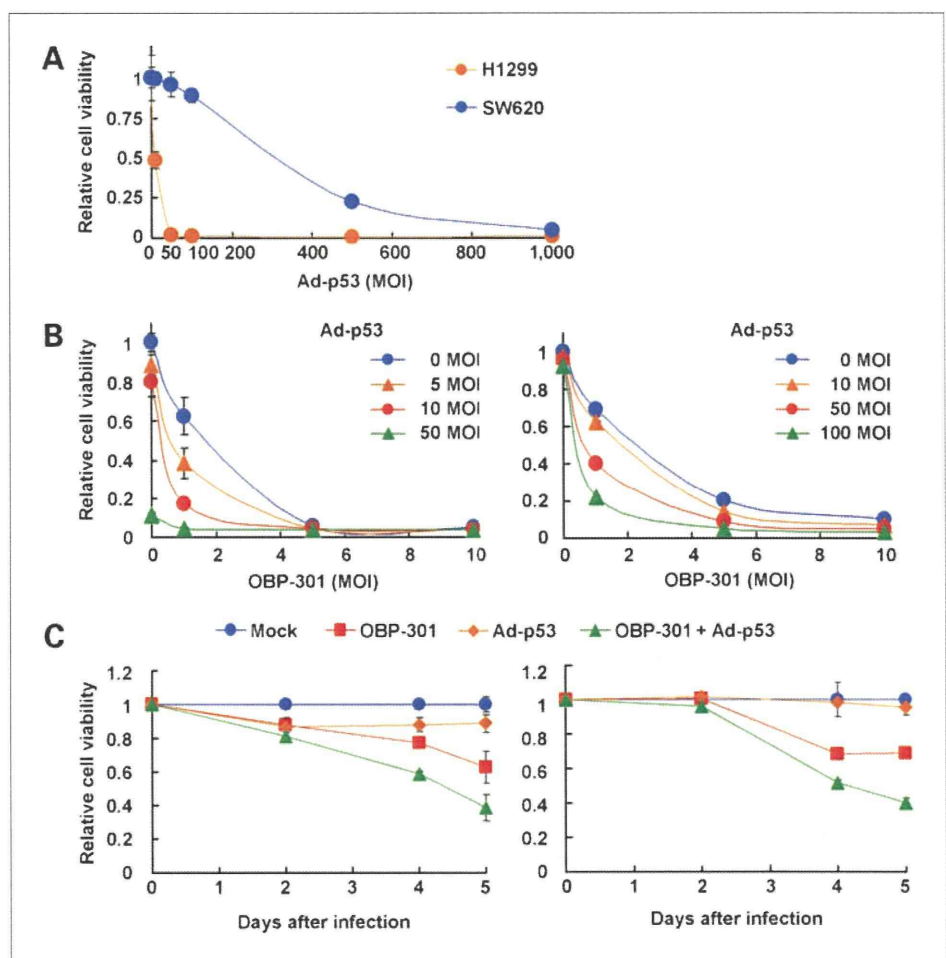 A
Relative cell viability
1
0.75
0.5
0.25
0
H1299
SW620
0 50 100 200 400 600 800 1,000
Ad-p53 (MOI)
B
Relative cell viability
1
0.8
0.6
0.4
0.2
0
Ad-p53
0 MOI
5 MOI
10 MOI
50 MOI
0 2 4 6 8 10
OBP-301 (MOI)
1
0.8
0.6
0.4
0.2
0
Ad-p53
0 MOI
10 MOI
50 MOI
100 MOI
0 2 4 6 8 10
OBP-301 (MOI)
C
Mock OBP-301 Ad-p53 OBP-301 + Ad-p53
Relative cell viability
1.2
1
0.8
0.6
0.4
0.2
0
0 1 2 3 4 5
Days after infection
1.2
1
0.8
0.6
0.4
0.2
0
0 1 2 3 4 5
Days after infection